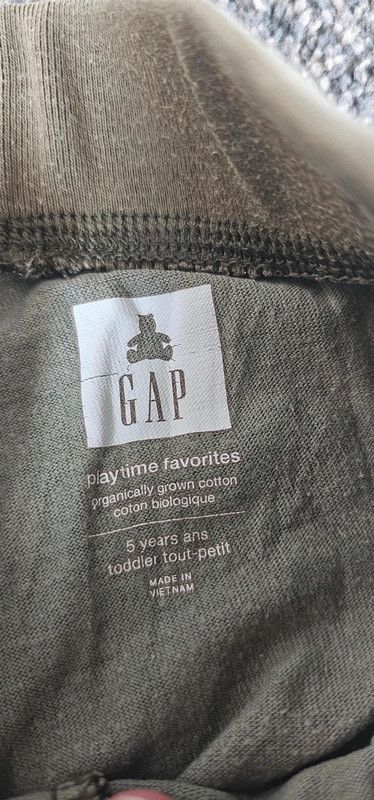 GAP
playtime favorites
organically grown cotton
coton biologique
5 years ans
toddler tout-petit
MADE IN
VIETNAM